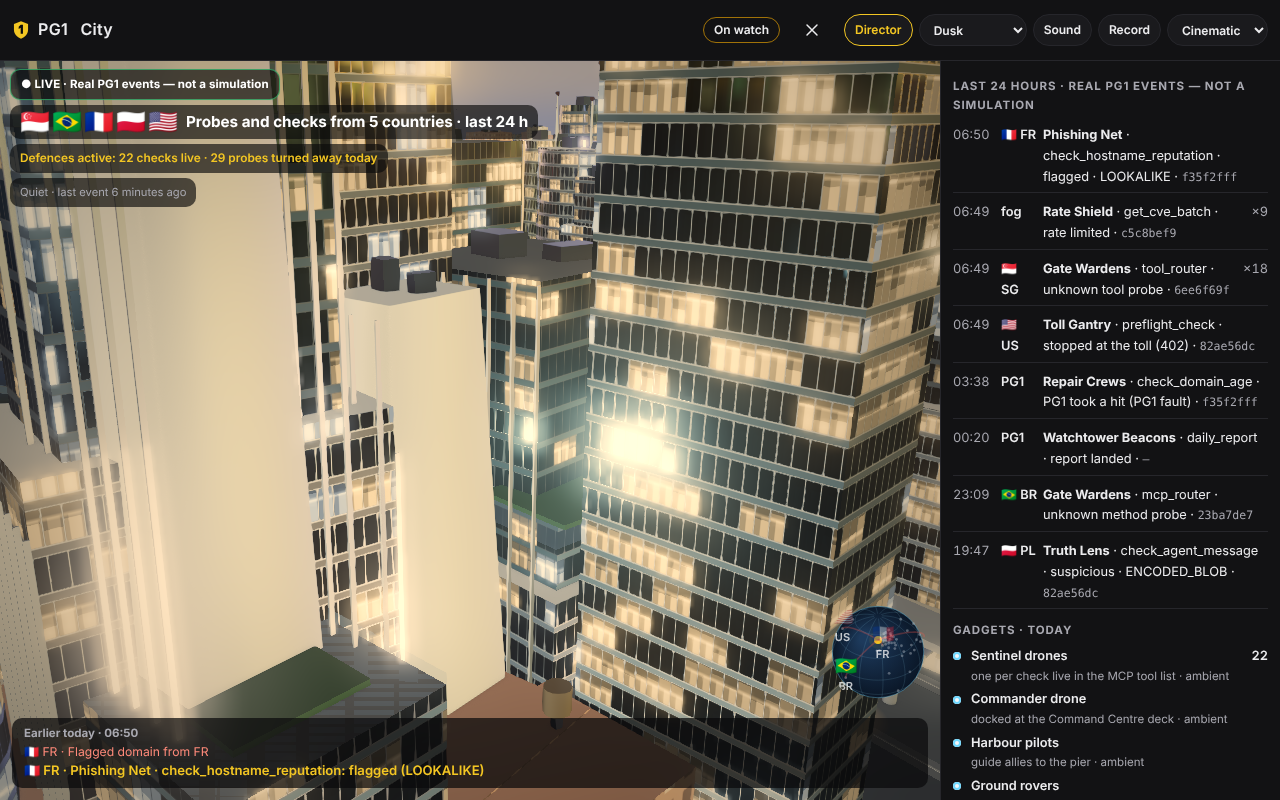 1 PG1 City
On watch
Director
Dusk
Sound
Record
Cinematic
LIVE · Real PG1 events — not a simulation
Probes and checks from 5 countries · last 24 h
Defences active: 22 checks live · 29 probes turned away today
Quiet · last event 6 minutes ago
US
FR
BR
Earlier today · 06:50
FR · Flagged domain from FR
FR · Phishing Net · check_hostname_reputation: flagged (LOOKALIKE)
LAST 24 HOURS · REAL PG1 EVENTS — NOT A
SIMULATION
06:50 FR Phishing Net ·
check_hostname_reputation ·
flagged · LOOKALIKE · f35f2fff
06:49 fog Rate Shield · get_cve_batch · ×9
rate limited · c5c8bef9
06:49 SG Gate Wardens · tool_router · ×18
unknown tool probe · 6ee6f69f
06:49 US Toll Gantry · preflight_check ·
stopped at the toll (402) · 82ae56dc
03:38 PG1 Repair Crews · check_domain_age ·
PG1 took a hit (PG1 fault) · f35f2fff
00:20 PG1 Watchtower Beacons · daily_report
· report landed · –
23:09 BR Gate Wardens · mcp_router ·
unknown method probe · 23ba7de7
19:47 PL Truth Lens · check_agent_message
· suspicious · ENCODED_BLOB ·
82ae56dc
GADGETS · TODAY
Sentinel drones 22
one per check live in the MCP tool list · ambient
Commander drone
docked at the Command Centre deck · ambient
Harbour pilots
guide allies to the pier · ambient
Ground rovers